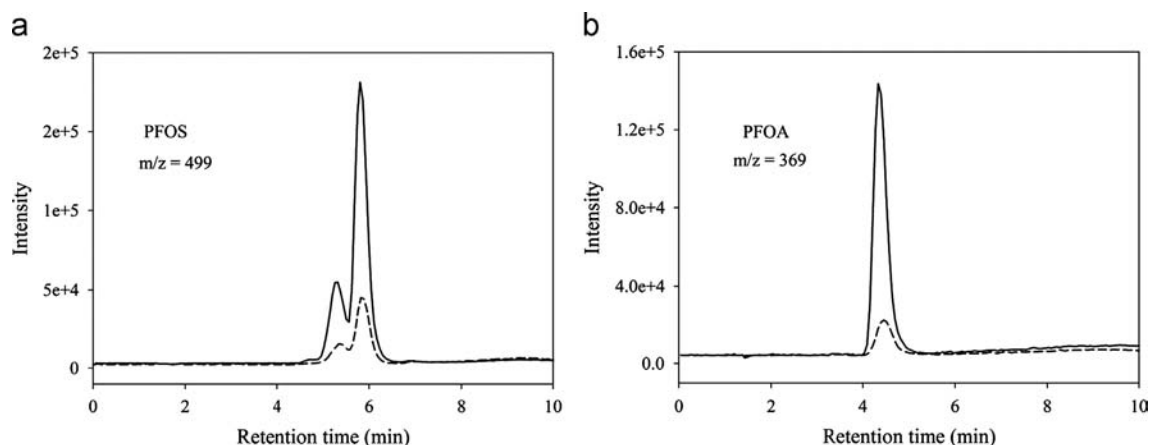 a
2e+5
2e+5
1e+5
5e+4
0
Intensity
PFOS
m/z = 499
0 2 4 6 8 10
Retention time (min)
b
1.6e+5
1.2e+5
8.0e+4
4.0e+4
0.0
Intensity
PFOA
m/z = 369
0 2 4 6 8 10
Retention time (min)